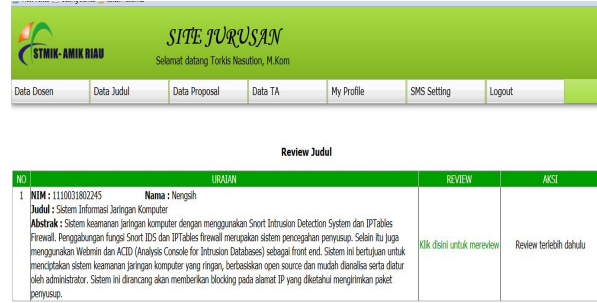 SITE JURUSAN
STMIK- AMIK RIAU
Selamat datang Torkis Nasution, M.Kom
Data Dosen Data Judul Data Proposal Data TA My Profile SMS Setting Logout
Review Judul
NO URAIAN REVIEW AKSI
1 NIM : 1110031802245 Nama : Nengsih
Judul : Sistem Informasi Jaringan Komputer
Abstrak : Sistem keamanan jaringan komputer dengan menggunakan Snort Intrusion Detection System dan IPTables
Firewall. Penggabungan fungsi Snort IDS dan IPTables firewall merupakan sistem pencegahan penyusup. Selain itu juga
menggunakan Webmin dan ACID (Analysis Console for Intrusion Databases) sebagai front end. Sistem ini bertujuan untuk
menciptakan sistem keamanan jaringan komputer yang ringan, berbasiskan open source dan mudah dianalisa serta diatur
oleh administrator. Sistem ini dirancang akan memberikan blocking pada alamat IP yang diketahui mengirimkan paket
penyusup.
Klik disini untuk mereview
Review terlebih dahulu